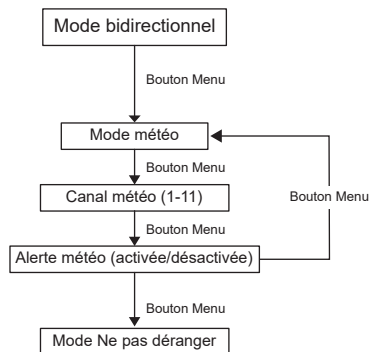 Mode bidirectionnel
Bouton Menu
Mode météo
Bouton Menu
Canal météo (1-11)
Bouton Menu
Bouton Menu
Alerte météo (activée/désactivée)
Bouton Menu
Mode Ne pas déranger